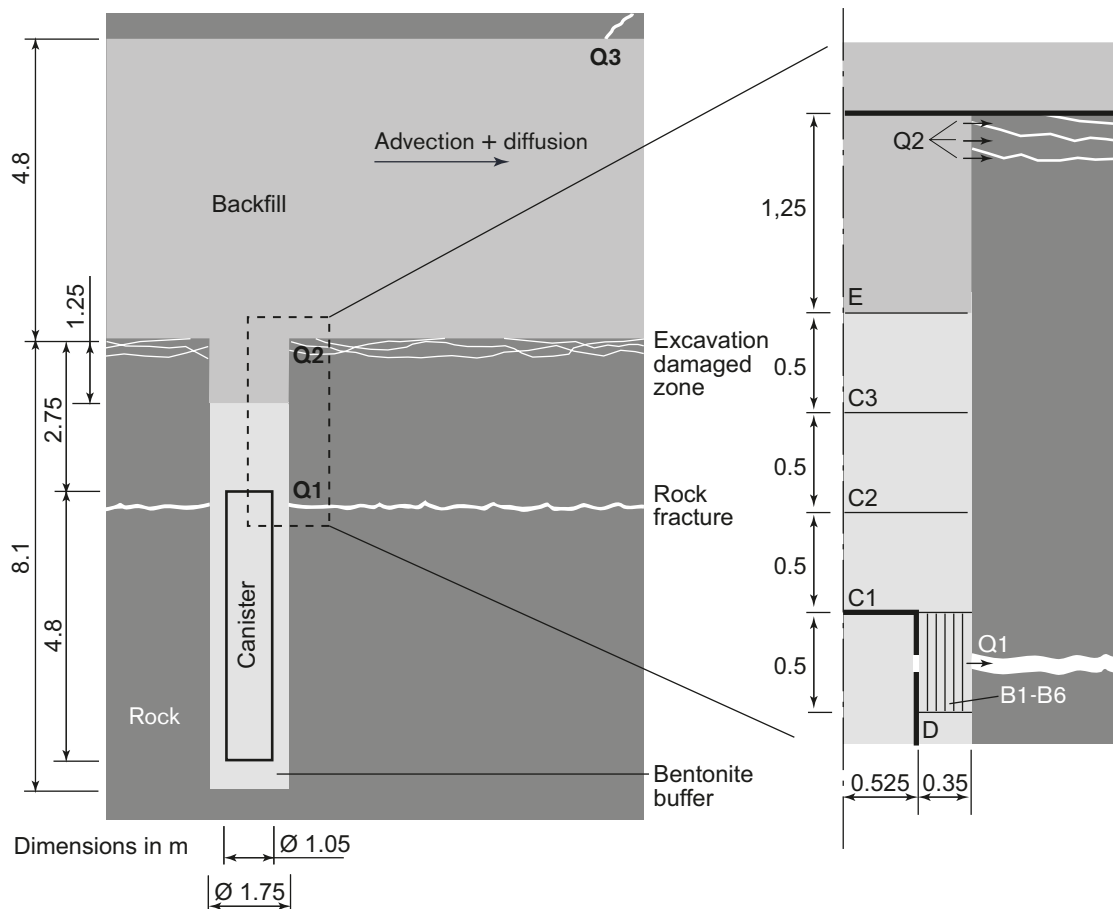 Q3
4.8
Advection + diffusion
Backfill
1.25
Q2
Excavation
damaged
zone
2.75
Q1
Rock
fracture
8.1
4.8
Canister
Rock
Bentonite
buffer
Dimensions in m
Ø 1.05
Ø 1.75
Q2
1,25
E
0.5
C3
0.5
C2
0.5
C1
0.5
Q1
B1-B6
D
0.525
0.35